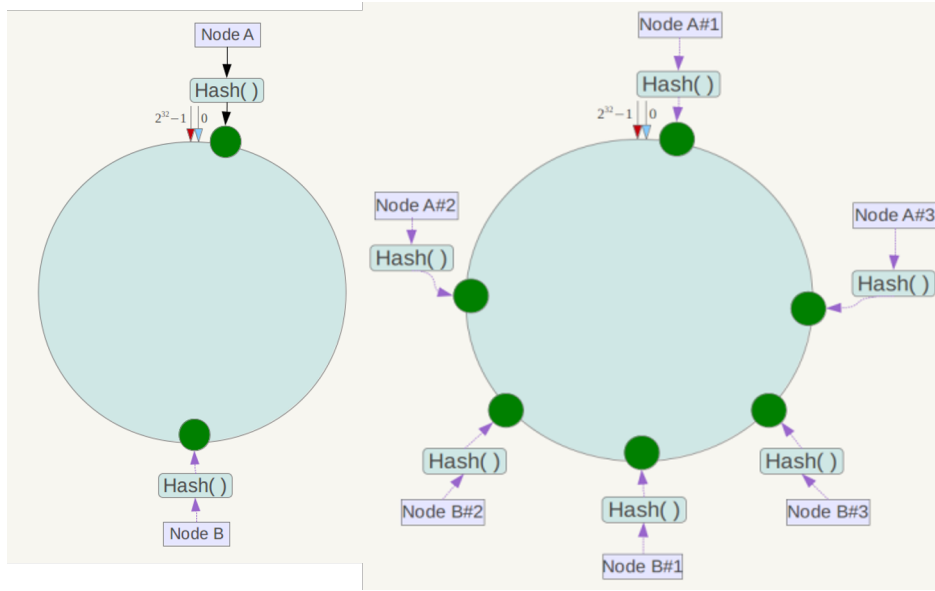 Node A
Hash( )
2³²−1 0
Hash( )
Node B
Node A#1
Hash( )
2³²−1 0
Node A#2
Hash( )
Node A#3
Hash( )
Hash( )
Node B#2
Hash( )
Node B#1
Hash( )
Node B#3